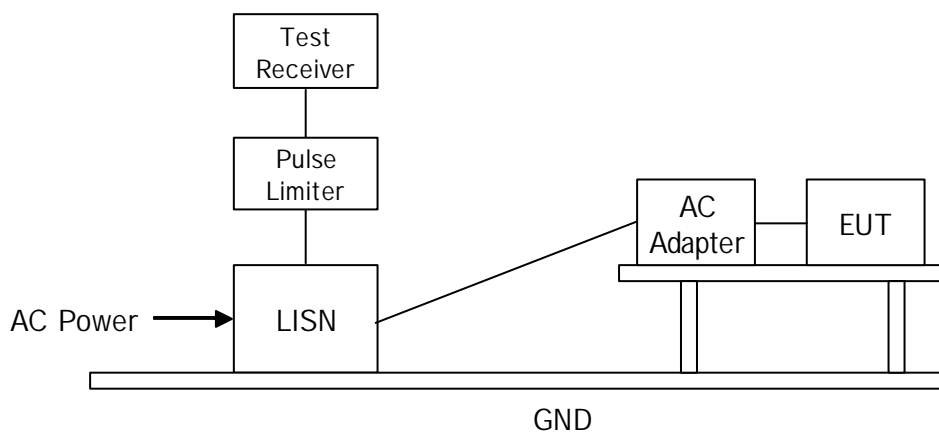 Test
Receiver
Pulse
Limiter
AC
Adapter
EUT
AC Power
LISN
GND